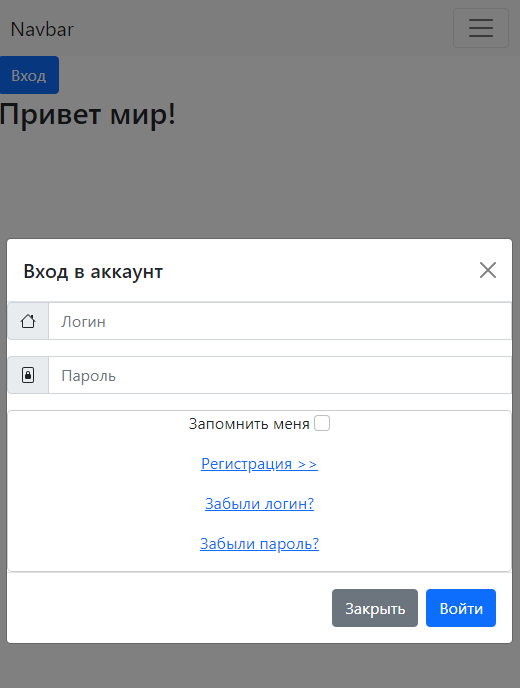 Navbar
Вход
Привет мир!
Вход в аккаунт
Логин
Пароль
Запомнить меня
Регистрация >>
Забыли логин?
Забыли пароль?
Закрыть Войти